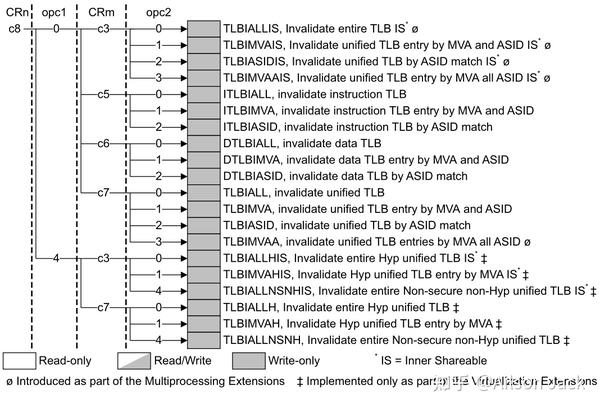 CRn opc1 CRm opc2
c8 0 c3 0 TLBIALLIS, Invalidate entire TLB IS* ø
1 TLBIMVAIS, Invalidate unified TLB entry by MVA and ASID IS* ø
2 TLBIASIDIS, Invalidate unified TLB by ASID match IS* ø
3 TLBIMVAAIS, Invalidate unified TLB entry by MVA all ASID IS* ø
c5 0 ITLBIALL, invalidate instruction TLB
1 ITLBIMVA, invalidate instruction TLB entry by MVA and ASID
2 ITLBIASID, invalidate instruction TLB by ASID match
c6 0 DTLBIALL, invalidate data TLB
1 DTLBIMVA, invalidate data TLB entry by MVA and ASID
2 DTLBIASID, invalidate data TLB by ASID match
c7 0 TLBIALL, invalidate unified TLB
1 TLBIMVA, invalidate unified TLB entry by MVA and ASID
2 TLBIASID, invalidate unified TLB by ASID match
3 TLBIMVAA, invalidate unified TLB entries by MVA all ASID ø
4 c3 0 TLBIALLHIS, Invalidate entire Hyp unified TLB IS* ‡
1 TLBIMVAHIS, Invalidate Hyp unified TLB entry by MVA IS* ‡
4 TLBIALLNSNHIS, Invalidate entire Non-secure non-Hyp unified TLB IS* ‡
c7 0 TLBIALLH, Invalidate entire Hyp unified TLB ‡
1 TLBIMVAH, Invalidate Hyp unified TLB entry by MVA ‡
4 TLBIALLNSNH, Invalidate entire Non-secure non-Hyp unified TLB ‡
Read-only Read/Write Write-only * IS = Inner Shareable
ø Introduced as part of the Multiprocessing Extensions ‡ Implemented only as part of the Virtualization Extensions